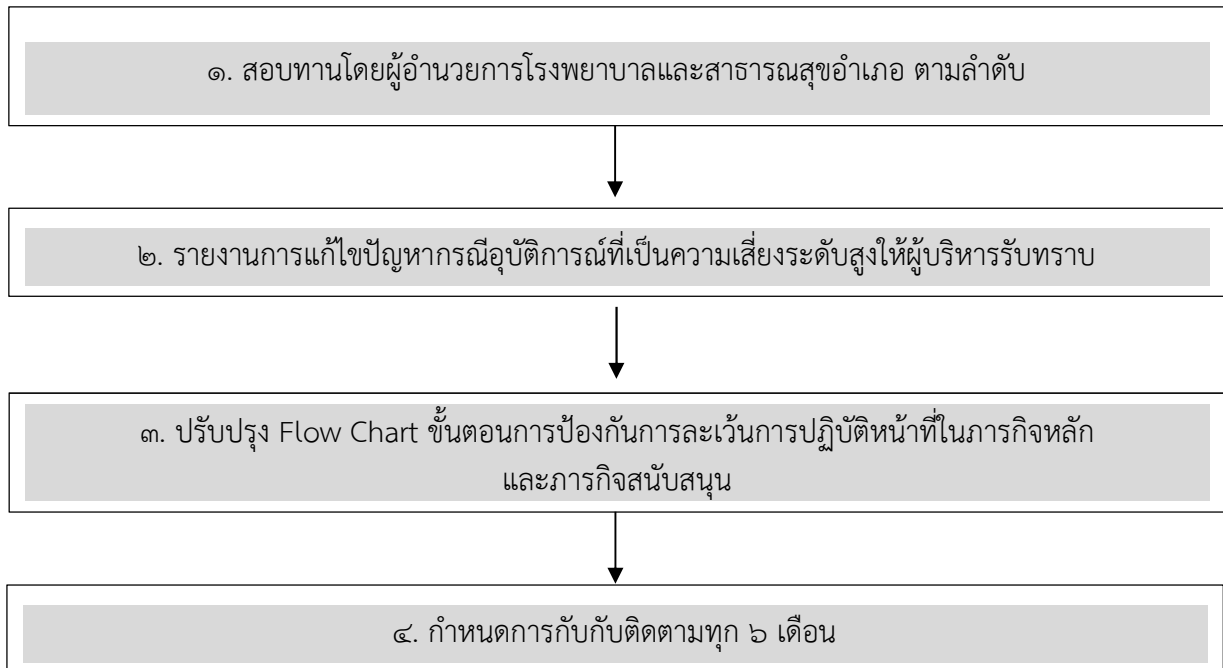 ๑. สอบทานโดยผู้อำนวยการโรงพยาบาลและสาธารณสุขอำเภอ ตามลำดับ
๒. รายงานการแก้ไขปัญหากรณีอุบัติการณ์ที่เป็นความเสี่ยงระดับสูงให้ผู้บริหารรับทราบ
๓. ปรับปรุง Flow Chart ขั้นตอนการป้องกันการละเว้นการปฏิบัติหน้าที่ในภารกิจหลัก
และภารกิจสนับสนุน
๔. กำหนดการกับกับติดตามทุก ๖ เดือน